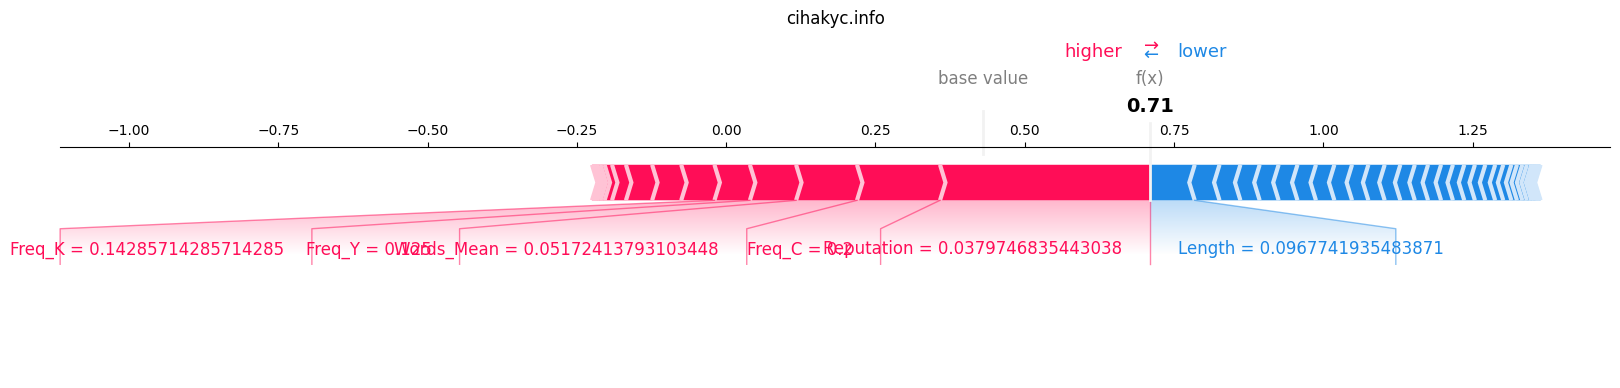 cihakyc.info
higher → ← lower
base value f(x)
0.71
−1.00 −0.75 −0.50 −0.25 0.00 0.25 0.50 0.75 1.00 1.25
Freq_K = 0.14285714285714285 Freq_Y = 0.125 Words_Mean = 0.05172413793103448 Freq_C = 0.2 Reputation = 0.0379746835443038 Length = 0.0967741935483871